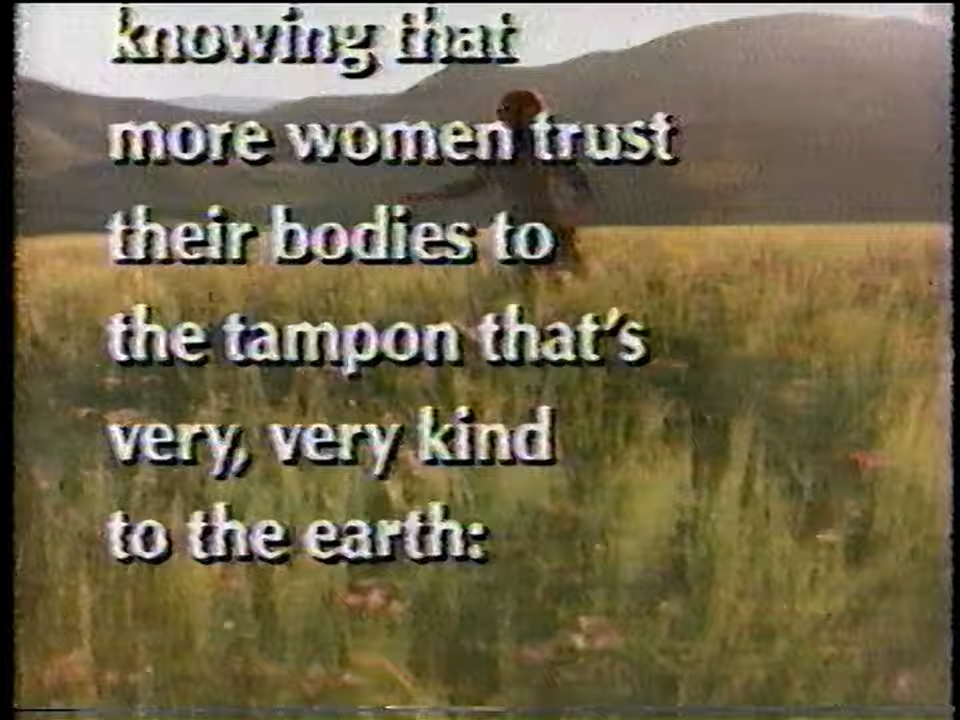 knowing that
more women trust
their bodies to
the tampon that's
very, very kind
to the earth: